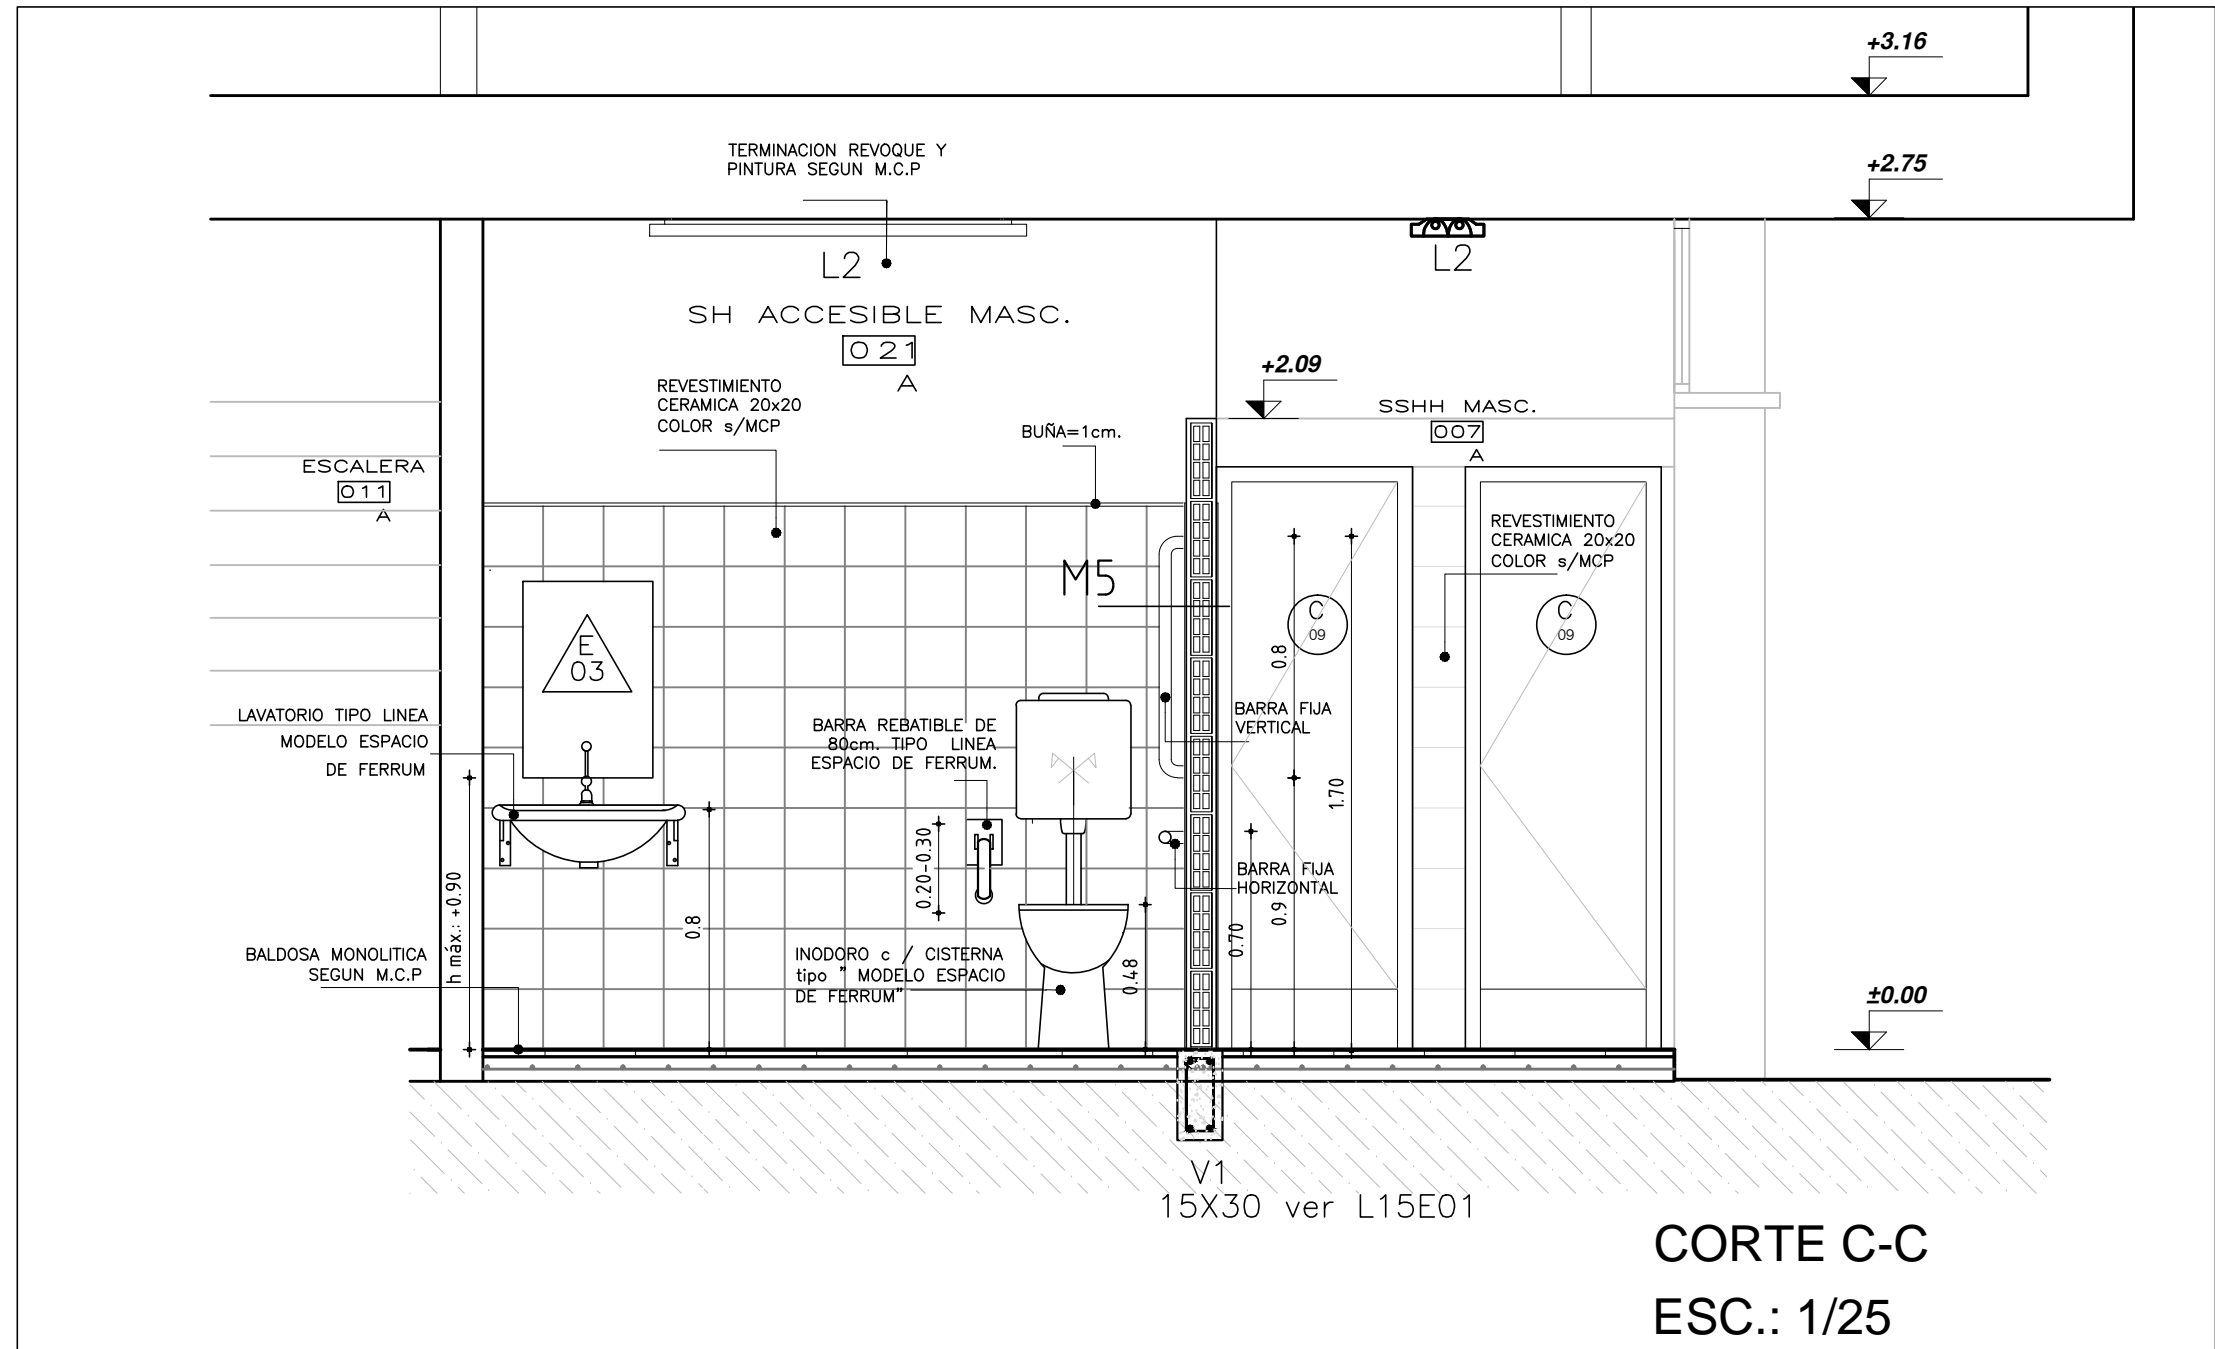 +3.16
TERMINACION REVOQUE Y
PINTURA SEGUN M.C.P
+2.75
L2
L2
SH ACCESIBLE MASC.
021
A
REVESTIMIENTO
CERAMICA 20x20
COLOR s/MCP
+2.09
BUÑA=1cm.
SSHH MASC.
007
A
ESCALERA
011
A
REVESTIMIENTO
CERAMICA 20x20
COLOR s/MCP
M5
E
03
C
09
C
09
0.8
LAVATORIO TIPO LINEA
MODELO ESPACIO
DE FERRUM
BARRA REBATIBLE DE
80cm. TIPO LINEA
ESPACIO DE FERRUM.
BARRA FIJA
VERTICAL
1.70
0.20-0.30
BARRA FIJA
HORIZONTAL
h máx.: +0.90
0.8
0.9
0.70
0.48
BALDOSA MONOLITICA
SEGUN M.C.P
INODORO c / CISTERNA
tipo " MODELO ESPACIO
DE FERRUM"
±0.00
V1
15X30 ver L15E01
CORTE C-C
ESC.: 1/25